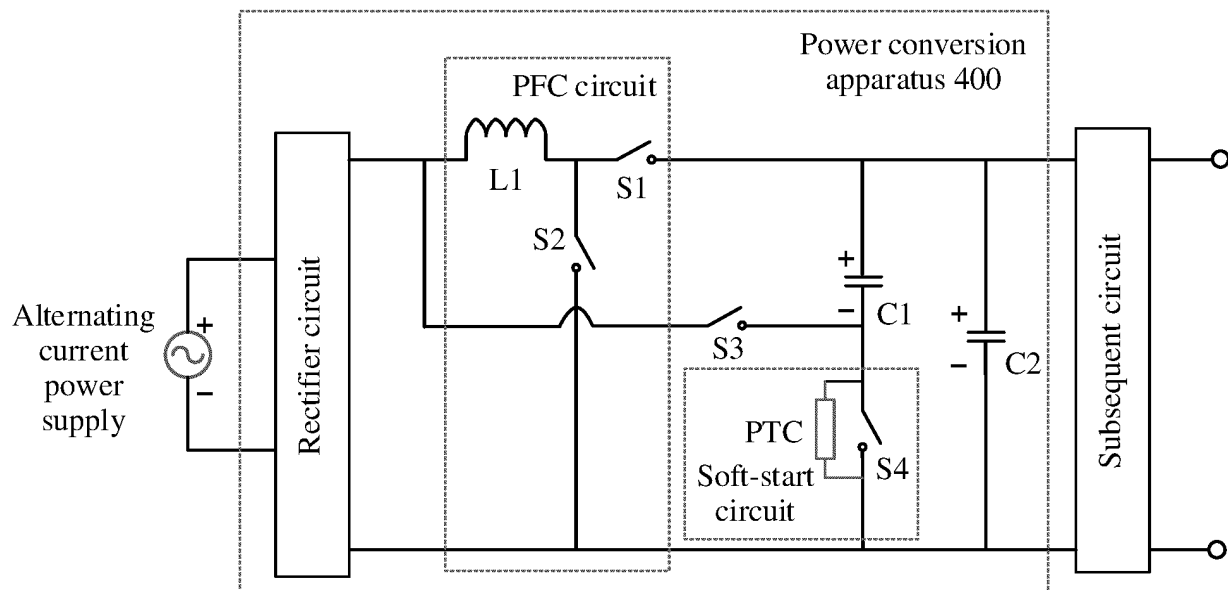 Power conversion
apparatus 400
PFC circuit
L1
S1
S2
Rectifier circuit
Alternating
current
power
supply
+
−
S3
+
−
C1
+
−
C2
PTC
S4
Soft-start
circuit
Subsequent circuit